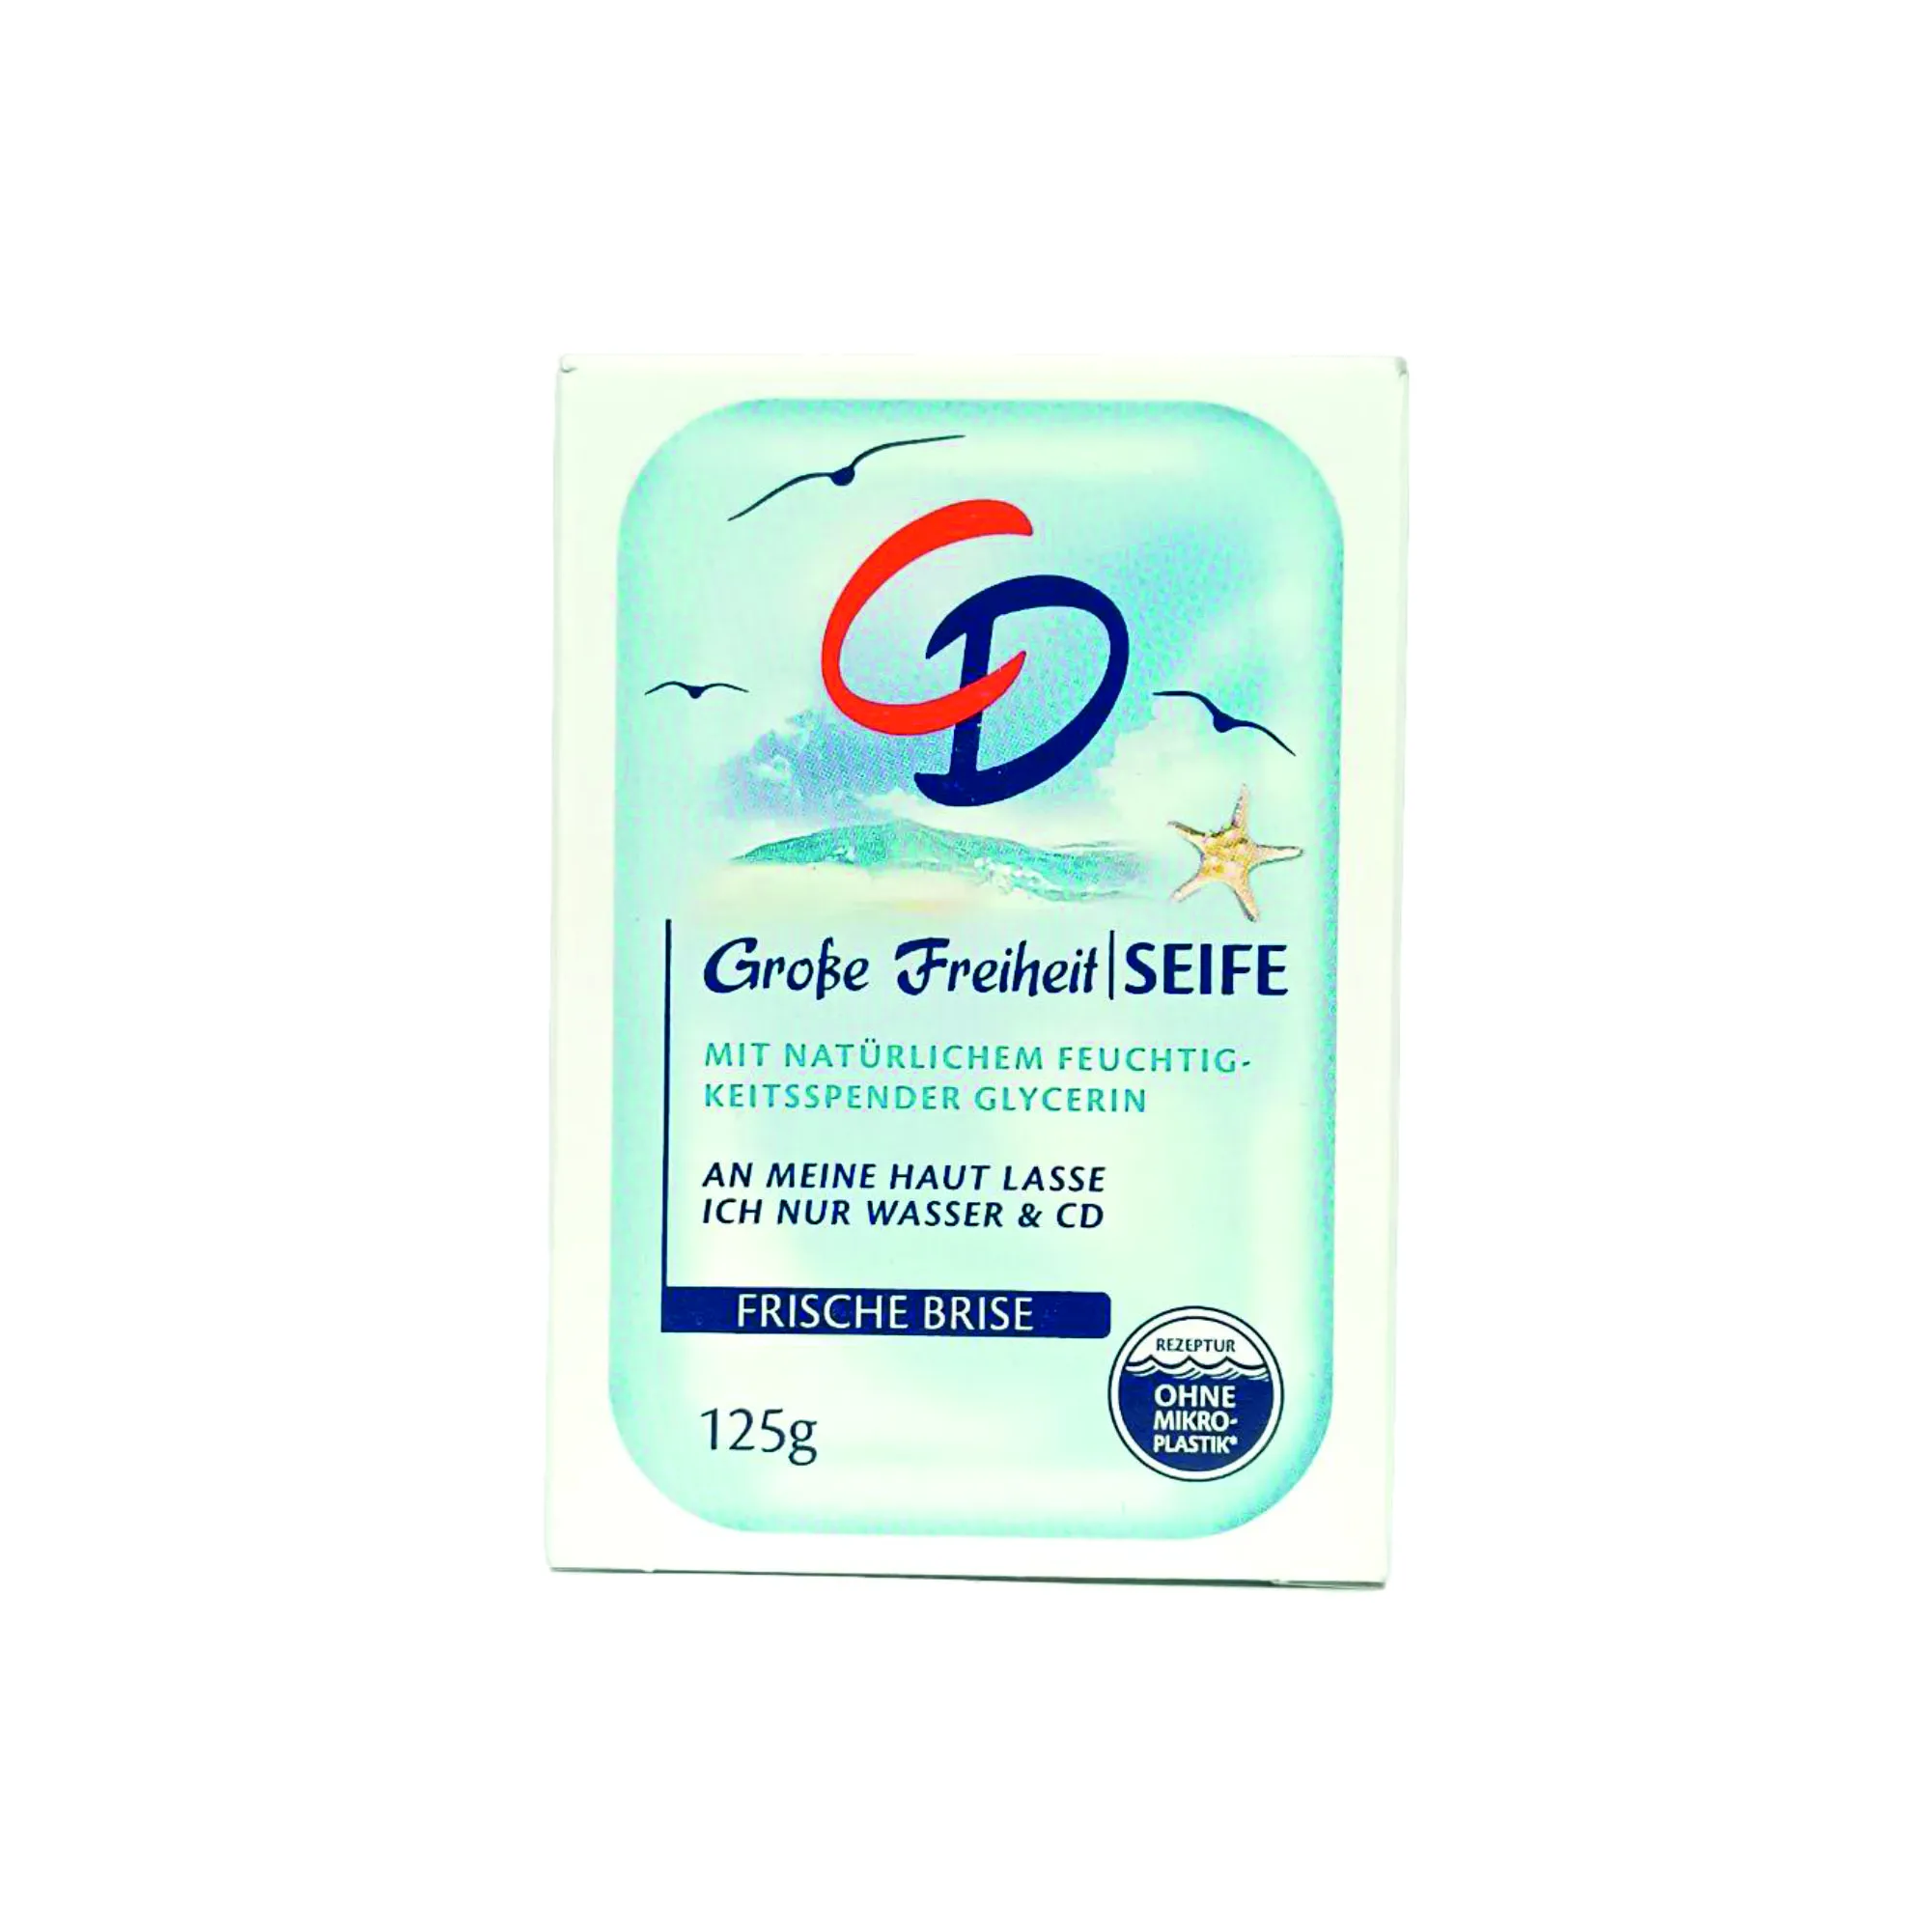 CD
Große Freiheit|SEIFE
MIT NATÜRLICHEM FEUCHTIG-
KEITSSPENDER GLYCERIN
AN MEINE HAUT LASSE
ICH NUR WASSER & CD
FRISCHE BRISE
REZEPTUR
OHNE
MIKRO-
PLASTIK*
125g